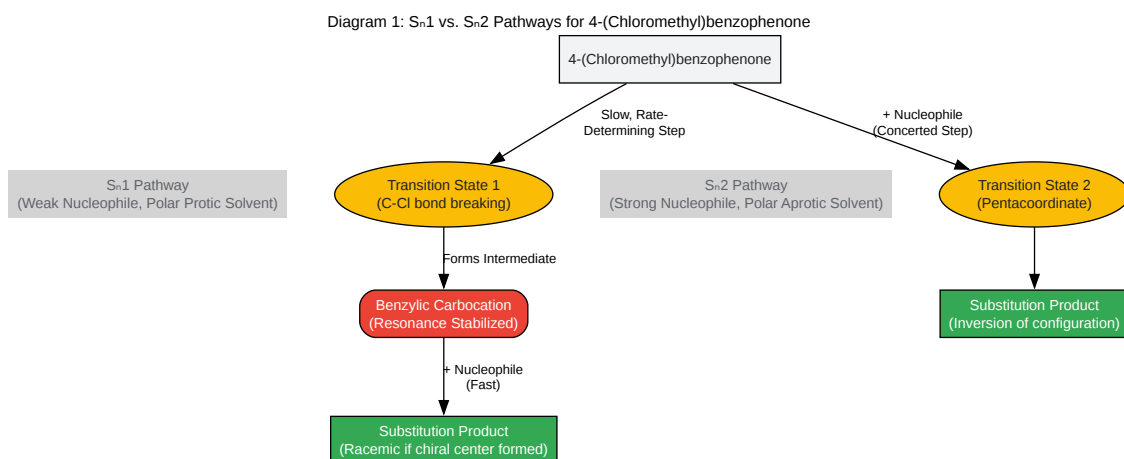 Diagram 1: Sₙ1 vs. Sₙ2 Pathways for 4-(Chloromethyl)benzophenone
4-(Chloromethyl)benzophenone
Slow, Rate-
Determining Step
+ Nucleophile
(Concerted Step)
Sₙ1 Pathway
(Weak Nucleophile, Polar Protic Solvent)
Transition State 1
(C-Cl bond breaking)
Sₙ2 Pathway
(Strong Nucleophile, Polar Aprotic Solvent)
Transition State 2
(Pentacoordinate)
Forms Intermediate
Benzylic Carbocation
(Resonance Stabilized)
Substitution Product
(Inversion of configuration)
+ Nucleophile
(Fast)
Substitution Product
(Racemic if chiral center formed)